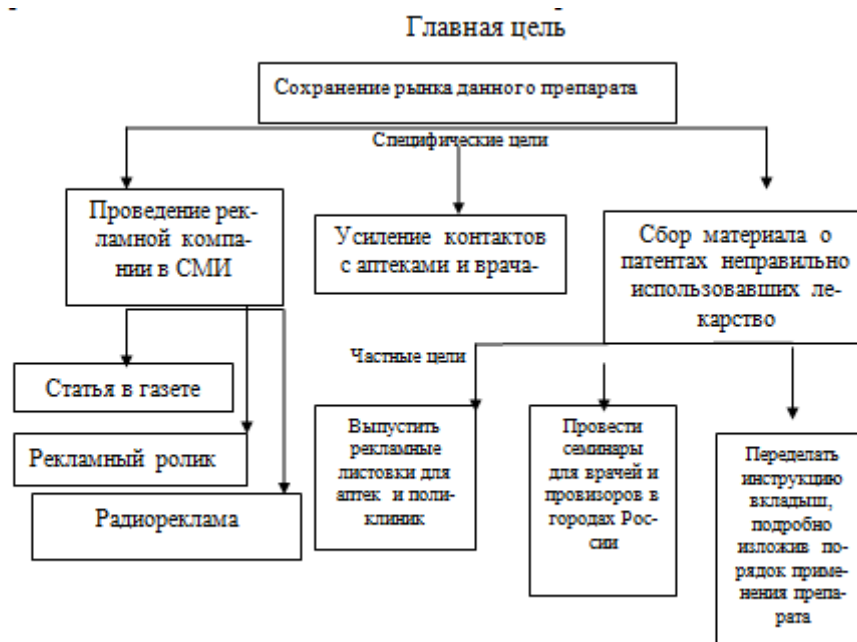 Главная цель
Сохранение рынка данного препарата
Специфические цели
Проведение рек-
ламной компа-
нии в СМИ
Усиление контактов
с аптеками и врача-
Сбор материала о
патентах неправильно
использовавших ле-
карство
Частные цели
Статья в газете
Рекламный ролик
Радиореклама
Выпустить
рекламные
листовки для
аптек и поли-
клиник
Провести
семинары
для врачей и
провизоров в
городах Рос-
сии
Переделать
инструкцию
вкладыш,
подробно
изложив по-
рядок приме-
нения препа-
рата